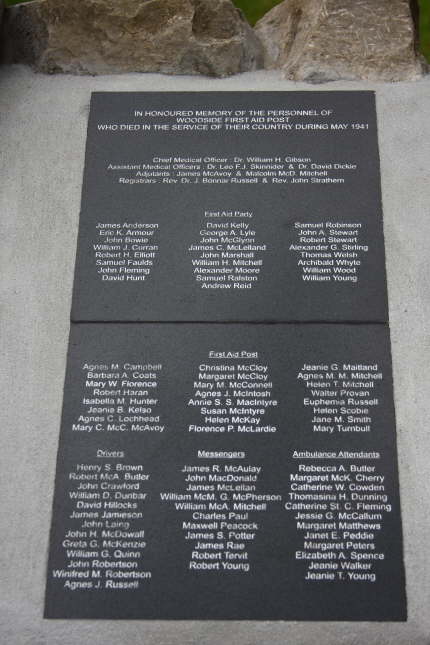 IN HONOURED MEMORY OF THE PERSONNEL OF
WOODSIDE FIRST AID POST
WHO DIED IN THE SERVICE OF THEIR COUNTRY DURING MAY 1941
Chief Medical Officer : Dr. William H. Gibson
Assistant Medical Officers : Dr. Leo F.J. Skinnider & Dr. David Dickie
Adjutants : James McAvoy & Malcolm McD. Mitchell
Registrars : Rev. Dr. J. Bonnar Russell & Rev. John Strathern
First Aid Party
James Anderson
Eric K. Armour
John Bowie
William J. Curran
Robert H. Elliott
Samuel Faulds
John Fleming
David Hunt
David Kelly
George A. Lyle
John McGlynn
James C. McLelland
John Marshall
William H. Mitchell
Alexander Moore
Samuel Ralston
Andrew Reid
Samuel Robinson
John A. Stewart
Robert Stewart
Alexander G. Stirling
Thomas Welsh
Archibald Whyte
William Wood
William Young
First Aid Post
Agnes M. Campbell
Barbara A. Coats
Mary W. Florence
Robert Haran
Isabella M. Hunter
Jeanie B. Kelso
Agnes C. Lochhead
Mary C. McC. McAvoy
Christina McCloy
Margaret McCloy
Mary M. McConnell
Agnes J. McIntosh
Annie S. S. MacIntyre
Susan McIntyre
Helen McKay
Florence P. McLardie
Jeanie G. Maitland
Agnes M. M. Mitchell
Helen T. Mitchell
Walter Provan
Euphemia Russell
Helen Scobie
Jane M. Smith
Mary Turnbull
Drivers
Henry S. Brown
Robert McA. Butler
John Crawford
William D. Dunbar
David Hillocks
James Jamieson
John Laing
John H. McDowall
Greta G. McKenzie
William G. Quinn
John Robertson
Winifred M. Robertson
Agnes J. Russell
Messengers
James R. McAulay
John MacDonald
James McLellan
William McM. G. McPherson
William McA. Mitchell
Charles Paul
Maxwell Peacock
James S. Potter
James Rae
Robert Tervit
Robert Young
Ambulance Attendants
Rebecca A. Butler
Margaret McK. Cherry
Catherine W. Cowden
Thomasina H. Dunning
Catherine St. C. Fleming
Jessie G. McCallum
Margaret Matthews
Janet E. Peddie
Margaret Peters
Elizabeth A. Spence
Jeanie Walker
Jeanie T. Young